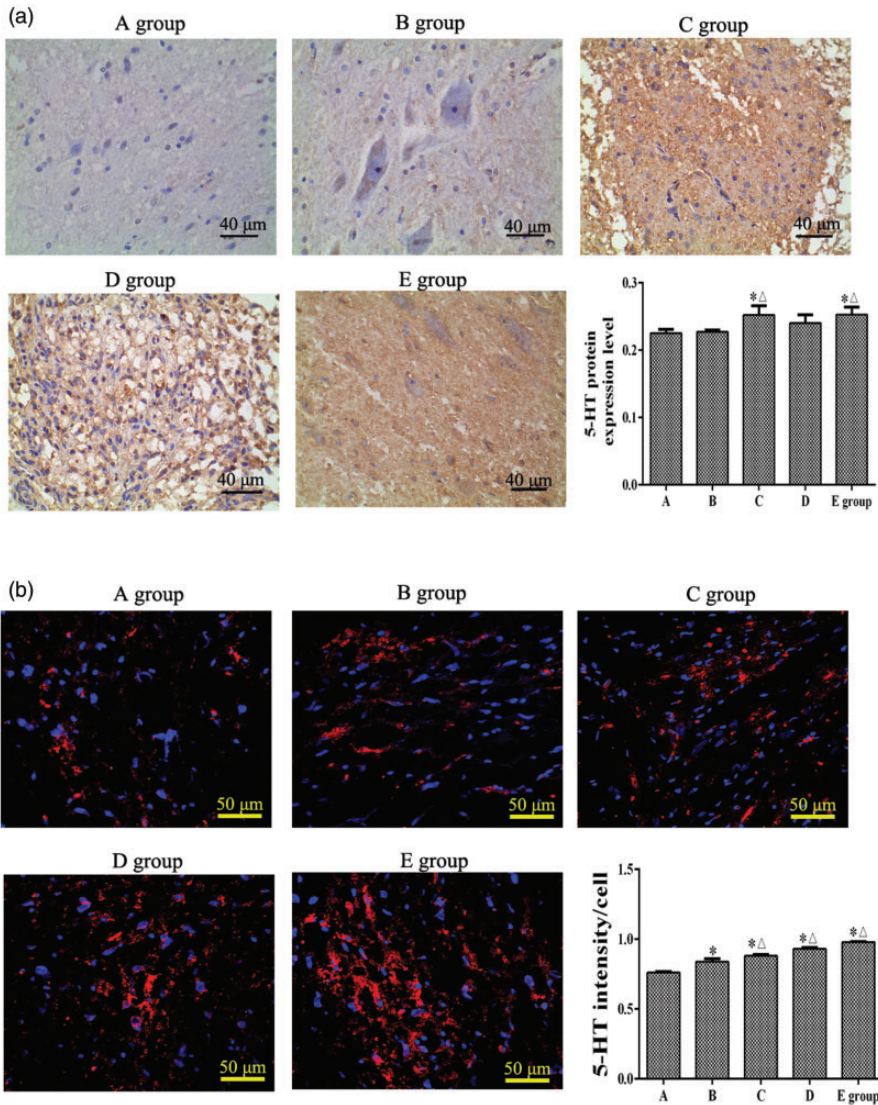 (a)
A group
B group
C group
40 µm
40 µm
40 µm
D group
E group
40 µm
40 µm
5-HT protein
expression level
0.3
0.2
0.1
0.0
*△
*△
A B C D E group
(b)
A group
B group
C group
50 µm
50 µm
50 µm
D group
E group
50 µm
50 µm
5-HT intensity/cell
1.5
1.0
0.5
0.0
*
*△
*△
*△
A B C D E group